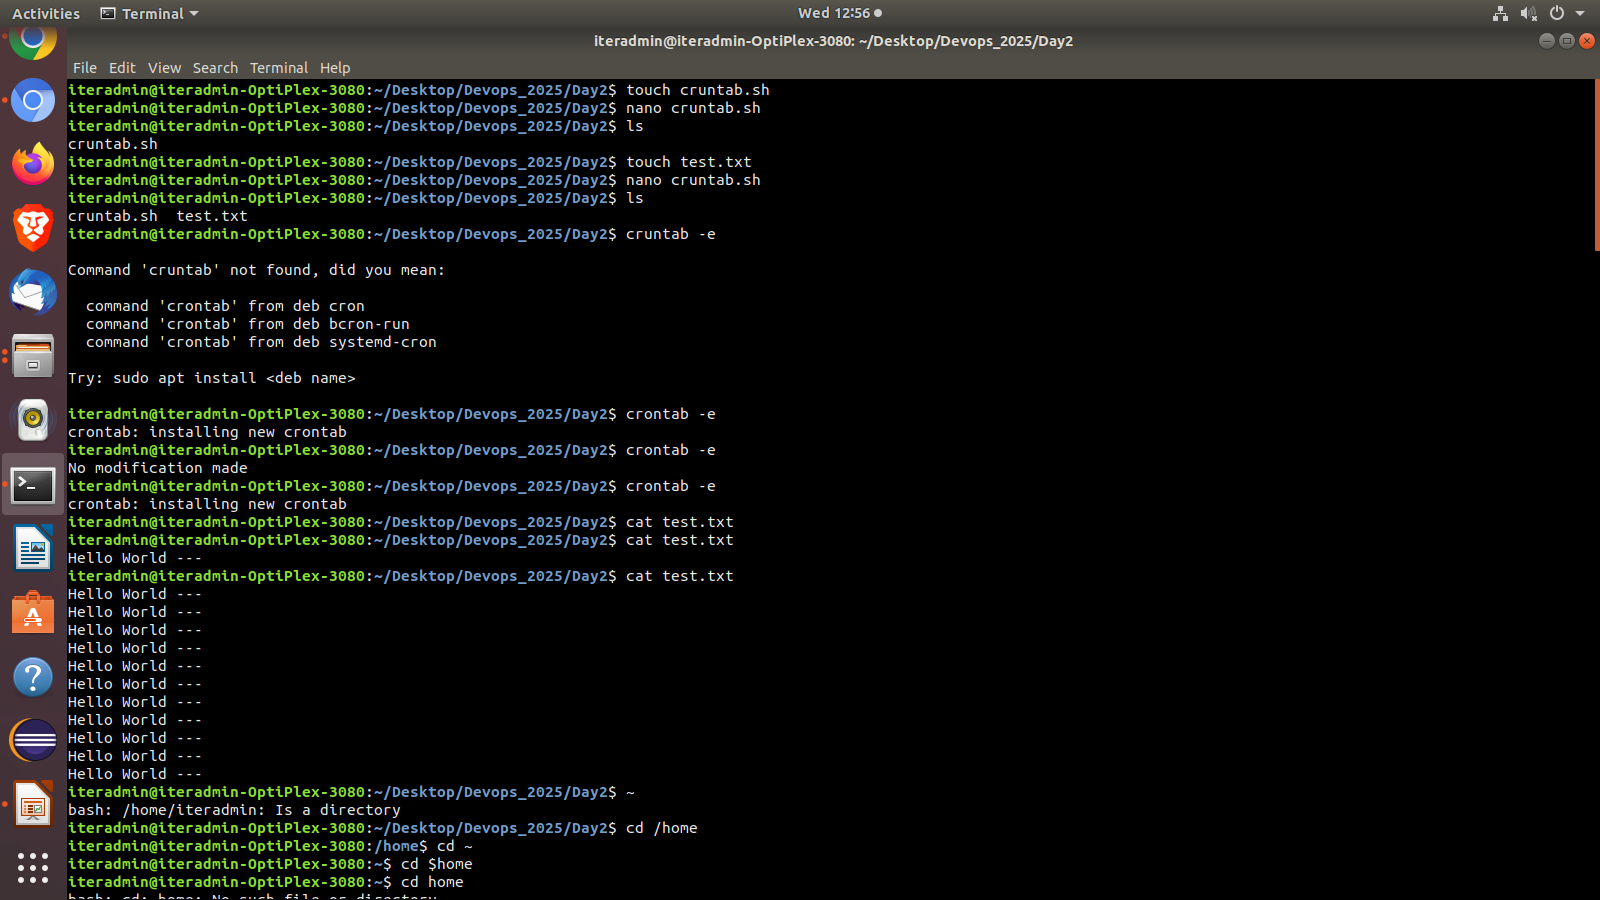 Activities Terminal Wed 12:56
iteradmin@iteradmin-OptiPlex-3080: ~/Desktop/Devops_2025/Day2
File Edit View Search Terminal Help
iteradmin@iteradmin-OptiPlex-3080:~/Desktop/Devops_2025/Day2$ touch cruntab.sh
iteradmin@iteradmin-OptiPlex-3080:~/Desktop/Devops_2025/Day2$ nano cruntab.sh
iteradmin@iteradmin-OptiPlex-3080:~/Desktop/Devops_2025/Day2$ ls
cruntab.sh
iteradmin@iteradmin-OptiPlex-3080:~/Desktop/Devops_2025/Day2$ touch test.txt
iteradmin@iteradmin-OptiPlex-3080:~/Desktop/Devops_2025/Day2$ nano cruntab.sh
iteradmin@iteradmin-OptiPlex-3080:~/Desktop/Devops_2025/Day2$ ls
cruntab.sh  test.txt
iteradmin@iteradmin-OptiPlex-3080:~/Desktop/Devops_2025/Day2$ cruntab -e
Command 'cruntab' not found, did you mean:
command 'crontab' from deb cron
command 'crontab' from deb bcron-run
command 'crontab' from deb systemd-cron
Try: sudo apt install <deb name>
iteradmin@iteradmin-OptiPlex-3080:~/Desktop/Devops_2025/Day2$ crontab -e
crontab: installing new crontab
iteradmin@iteradmin-OptiPlex-3080:~/Desktop/Devops_2025/Day2$ crontab -e
No modification made
iteradmin@iteradmin-OptiPlex-3080:~/Desktop/Devops_2025/Day2$ crontab -e
crontab: installing new crontab
iteradmin@iteradmin-OptiPlex-3080:~/Desktop/Devops_2025/Day2$ cat test.txt
iteradmin@iteradmin-OptiPlex-3080:~/Desktop/Devops_2025/Day2$ cat test.txt
Hello World ---
iteradmin@iteradmin-OptiPlex-3080:~/Desktop/Devops_2025/Day2$ cat test.txt
Hello World ---
Hello World ---
Hello World ---
Hello World ---
Hello World ---
Hello World ---
Hello World ---
Hello World ---
Hello World ---
Hello World ---
Hello World ---
iteradmin@iteradmin-OptiPlex-3080:~/Desktop/Devops_2025/Day2$ ~
bash: /home/iteradmin: Is a directory
iteradmin@iteradmin-OptiPlex-3080:~/Desktop/Devops_2025/Day2$ cd /home
iteradmin@iteradmin-OptiPlex-3080:/home$ cd ~
iteradmin@iteradmin-OptiPlex-3080:~$ cd $home
iteradmin@iteradmin-OptiPlex-3080:~$ cd home
bash: cd: home: No such file or directory